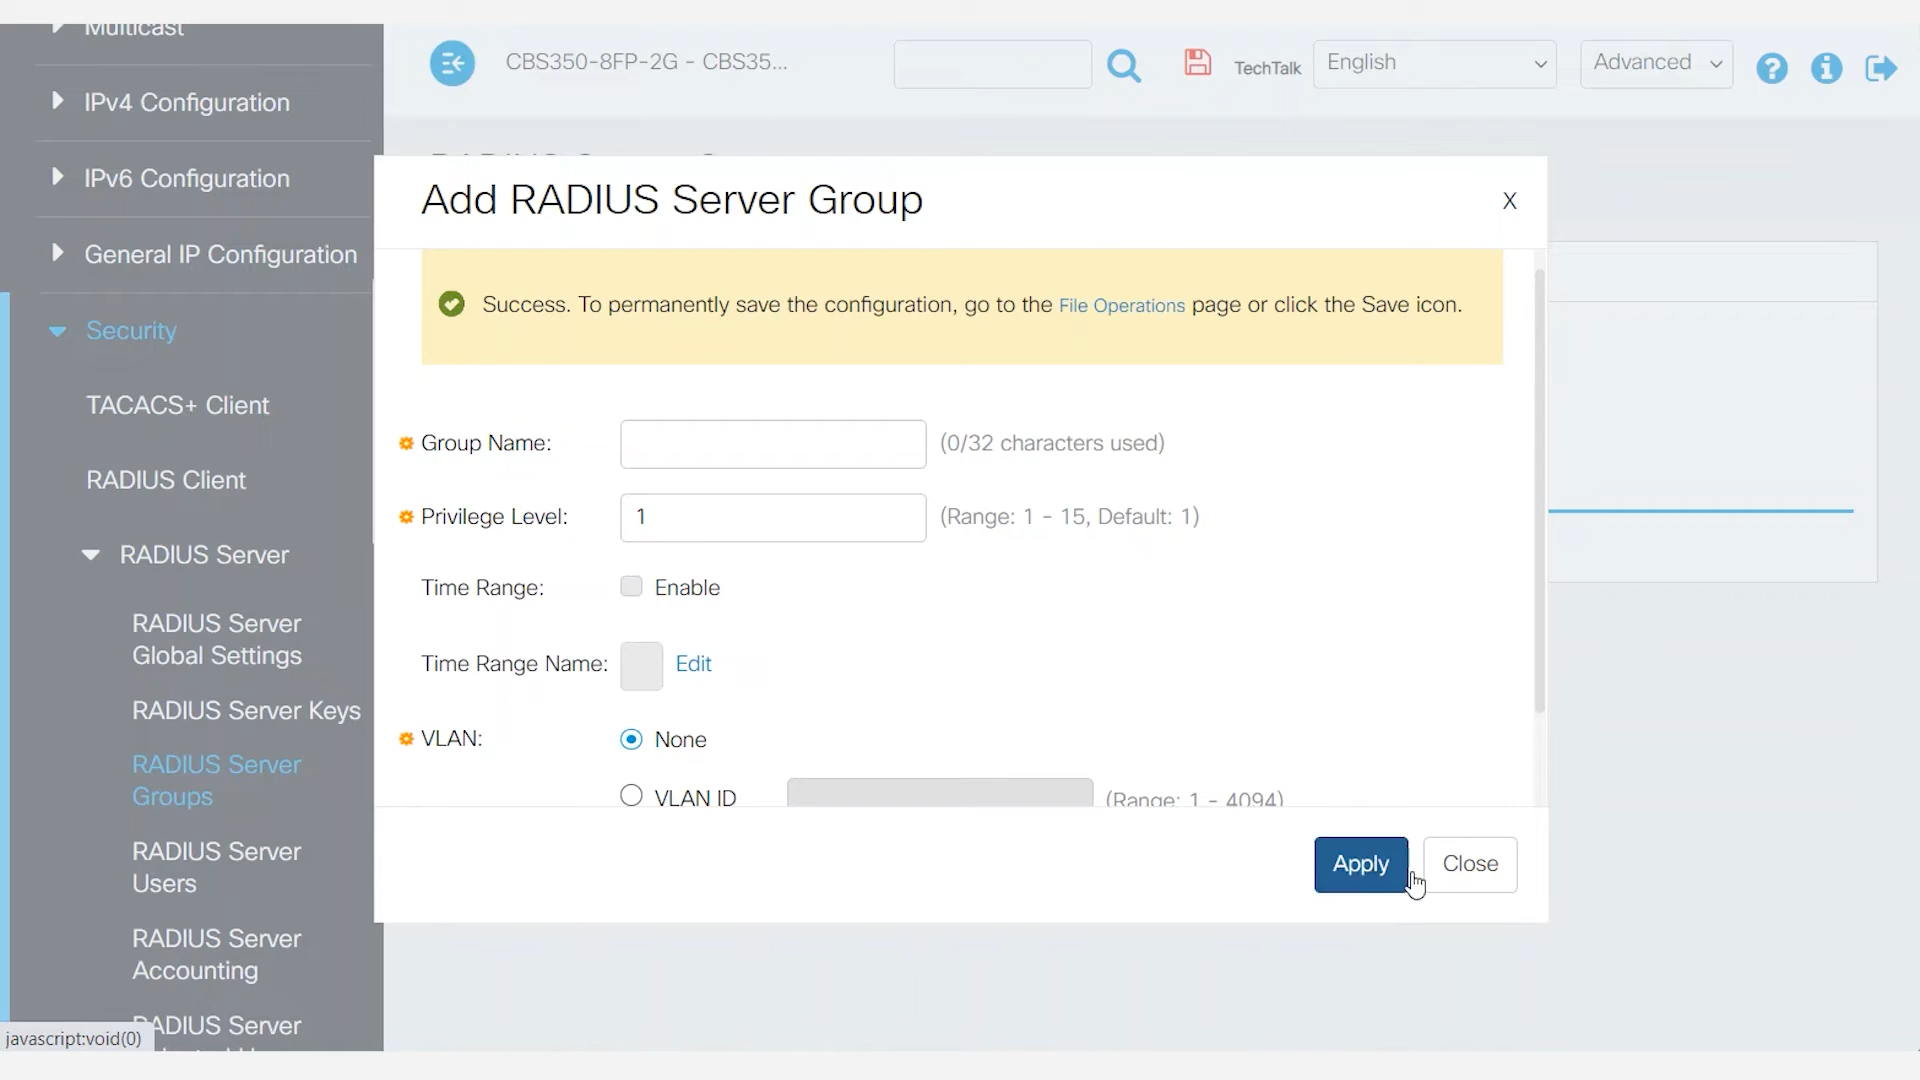 Multicast
IPv4 Configuration
IPv6 Configuration
General IP Configuration
Security
TACACS+ Client
RADIUS Client
RADIUS Server
RADIUS Server
Global Settings
RADIUS Server Keys
RADIUS Server
Groups
RADIUS Server
Users
RADIUS Server
Accounting
RADIUS Server
javascript:void(0)
CBS350-8FP-2G - CBS35...
TechTalk
English
Advanced
Add RADIUS Server Group
X
Success. To permanently save the configuration, go to the File Operations page or click the Save icon.
Group Name:
(0/32 characters used)
Privilege Level:
1
(Range: 1 - 15, Default: 1)
Time Range:
Enable
Time Range Name:
Edit
VLAN:
None
VLAN ID
(Range: 1 - 4094)
Apply
Close